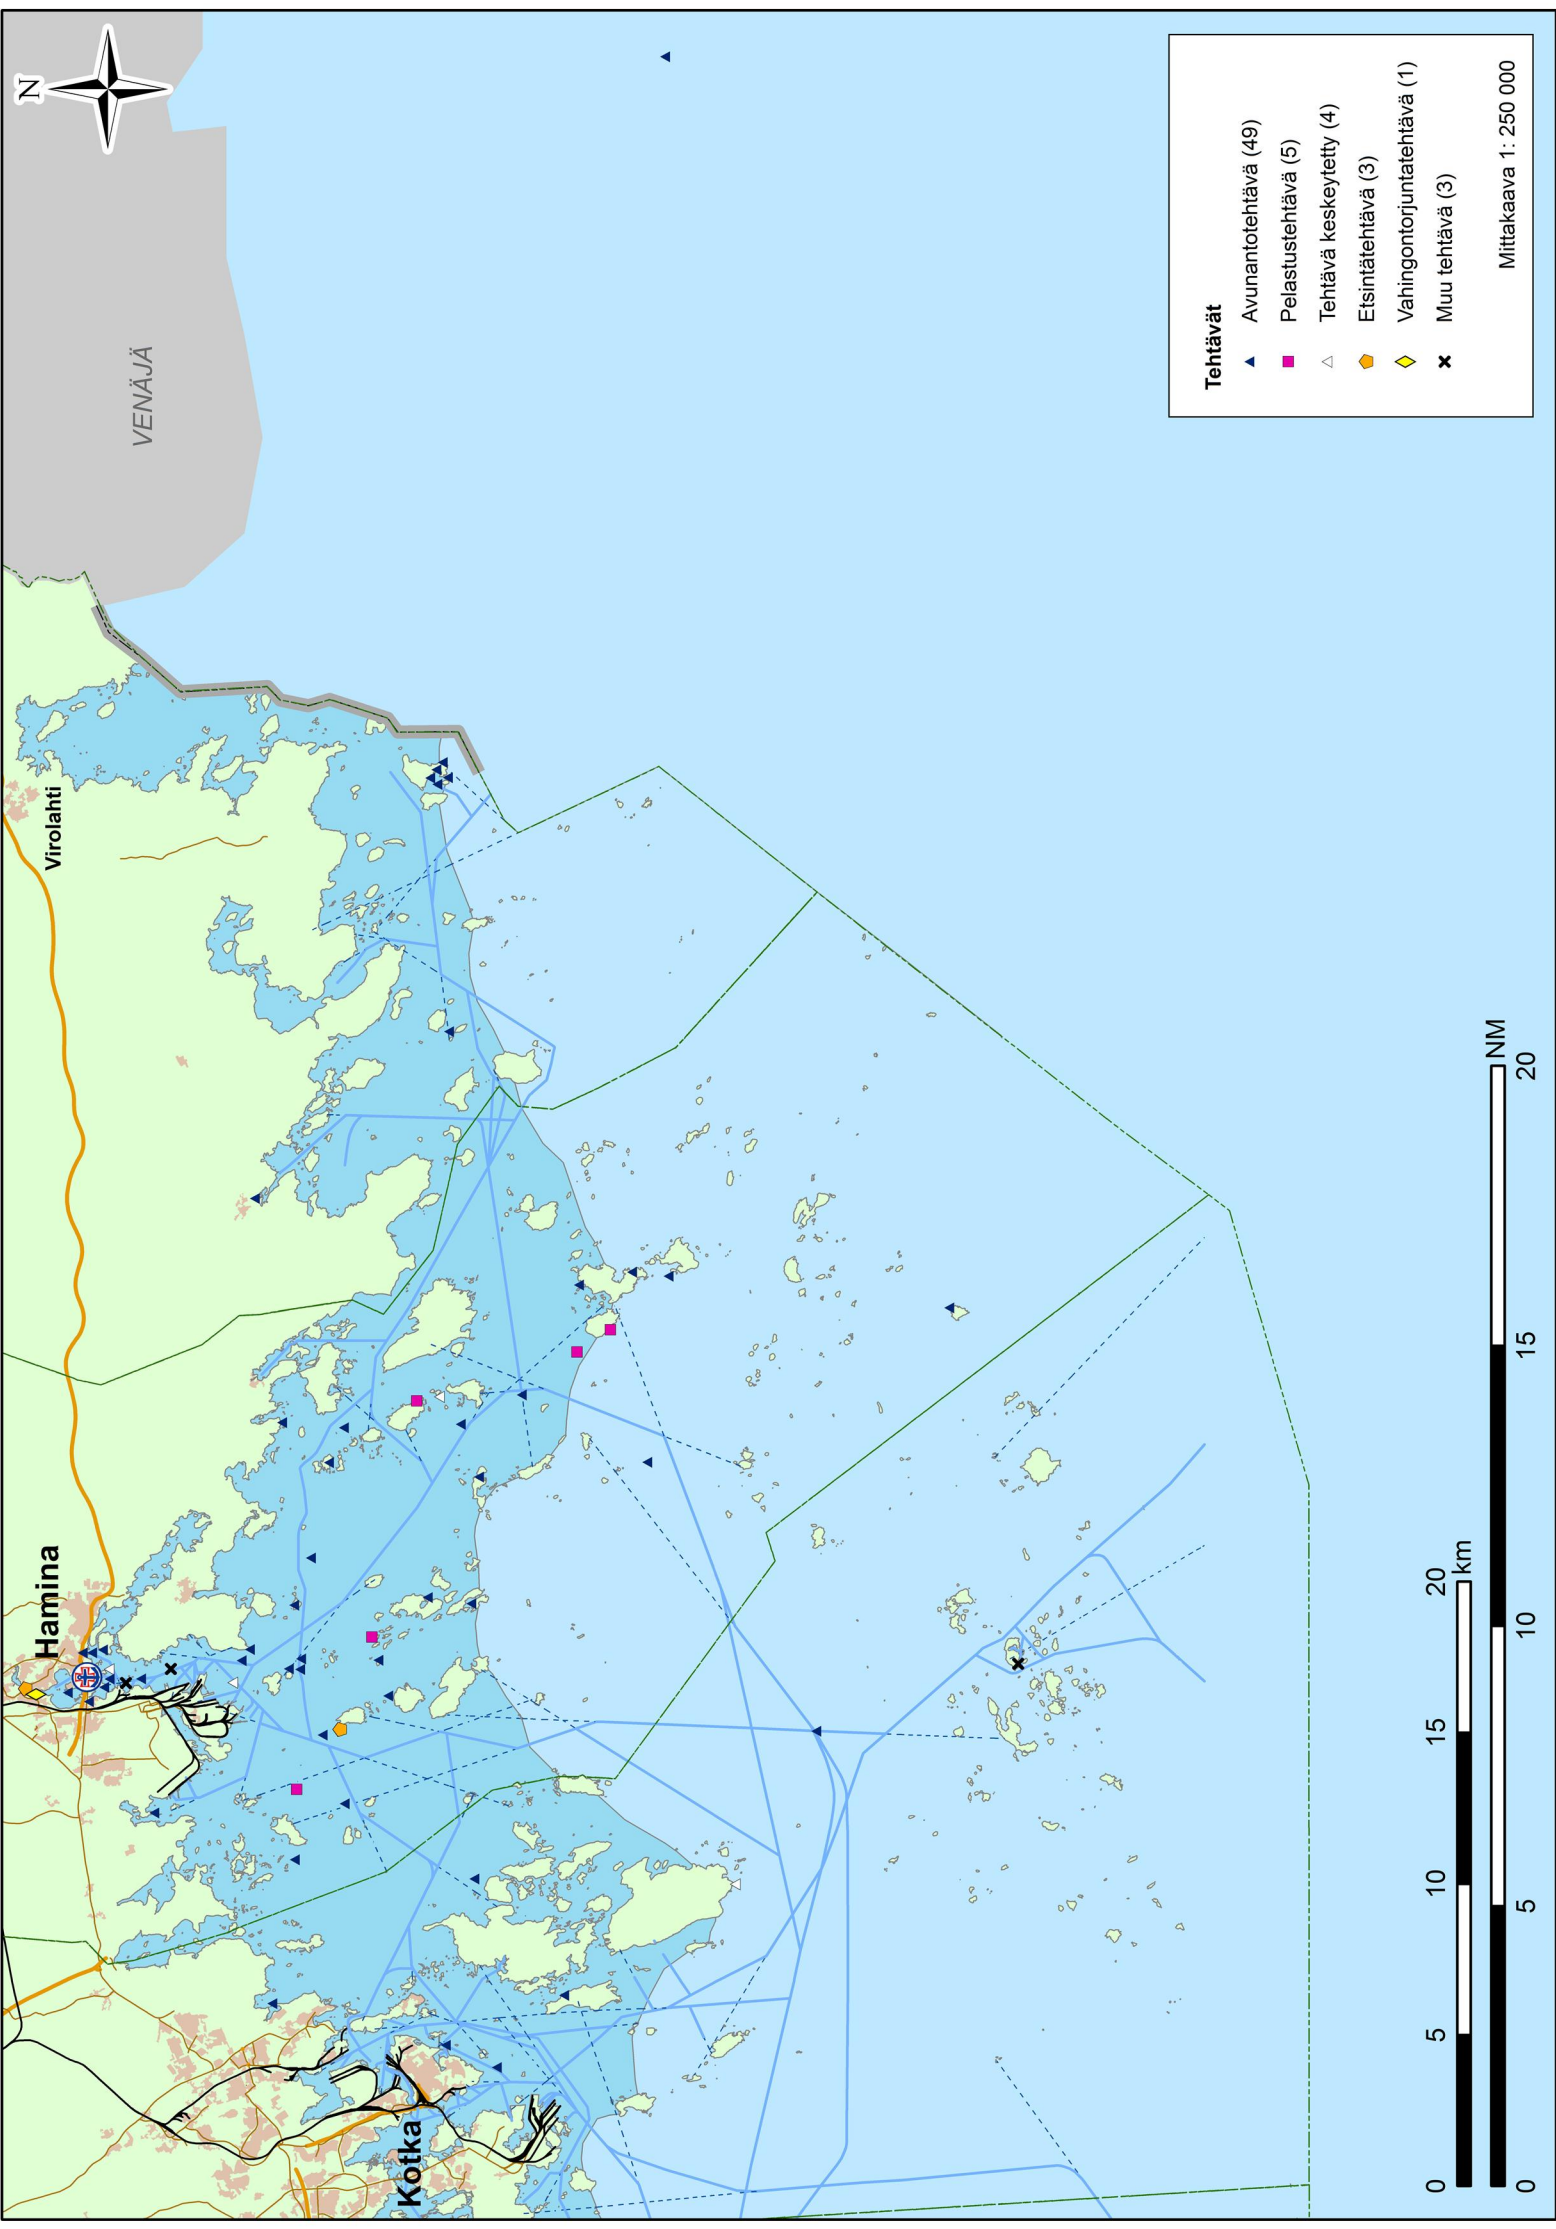 N
VENÄJÄ
Virolahti
Hamina
Kotka
Tehtävät
Avunantotehtävä (49)
Pelastustehtävä (5)
Tehtävä keskeytetty (4)
Etsintätehtävä (3)
Vahingontorjuntatehtävä (1)
Muu tehtävä (3)
Mittakaava 1: 250 000
0 5 10 15 20
km
NM
0 5 10 15 20